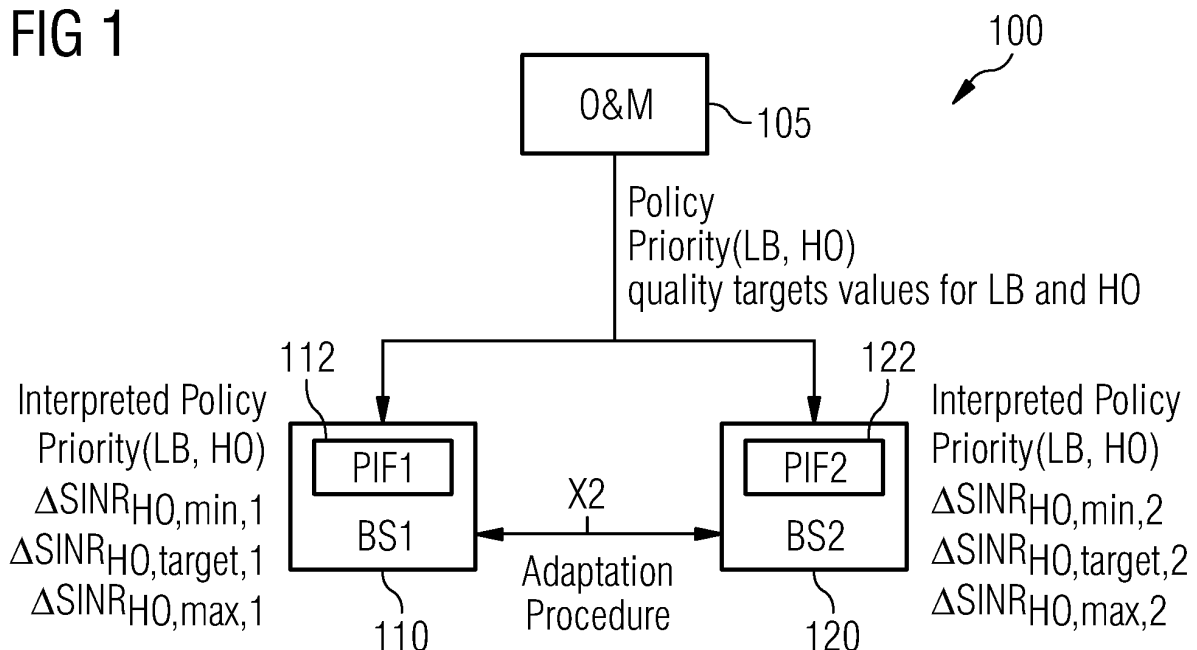 FIG 1
100
O&M
105
Policy
Priority(LB, HO)
quality targets values for LB and HO
112
122
Interpreted Policy
Priority(LB, HO)
ΔSINRHO,min,1
ΔSINRHO,target,1
ΔSINRHO,max,1
PIF1
BS1
110
X2
Adaptation
Procedure
PIF2
BS2
120
Interpreted Policy
Priority(LB, HO)
ΔSINRHO,min,2
ΔSINRHO,target,2
ΔSINRHO,max,2